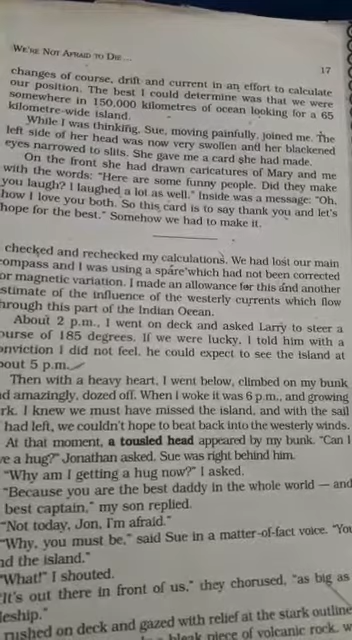 WE'RE NOT AFRAID TO DIE...
17
changes of course, drift and current in an effort to calculate
our position. The best I could determine was that we were
somewhere in 150,000 kilometres of ocean looking for a 65
kilometre-wide island.
While I was thinking, Sue, moving painfully, joined me. The
left side of her head was now very swollen and her blackened
eyes narrowed to slits. She gave me a card she had made.
On the front she had drawn caricatures of Mary and me
with the words: "Here are some funny people. Did they make
you laugh? I laughed a lot as well." Inside was a message: "Oh,
how I love you both. So this card is to say thank you and let's
hope for the best." Somehow we had to make it.
checked and rechecked my calculations. We had lost our main
ompass and I was using a spare which had not been corrected
or magnetic variation. I made an allowance for this and another
stimate of the influence of the westerly currents which flow
hrough this part of the Indian Ocean.
About 2 p.m., I went on deck and asked Larry to steer a
ourse of 185 degrees. If we were lucky, I told him with a
onviction I did not feel, he could expect to see the island at
bout 5 p.m.
Then with a heavy heart, I went below, climbed on my bunk
nd amazingly, dozed off. When I woke it was 6 p.m., and growing
rk. I knew we must have missed the island, and with the sail
had left, we couldn't hope to beat back into the westerly winds.
At that moment, a tousled head appeared by my bunk. "Can I
ve a hug?" Jonathan asked. Sue was right behind him.
"Why am I getting a hug now?" I asked.
"Because you are the best daddy in the whole world — and
best captain," my son replied.
"Not today, Jon, I'm afraid."
"Why, you must be," said Sue in a matter-of-fact voice. "You
nd the island."
"What!" I shouted.
"It's out there in front of us," they chorused, "as big as
leship."
rushed on deck and gazed with relief at the stark outline
bleak piece of volcanic rock, w